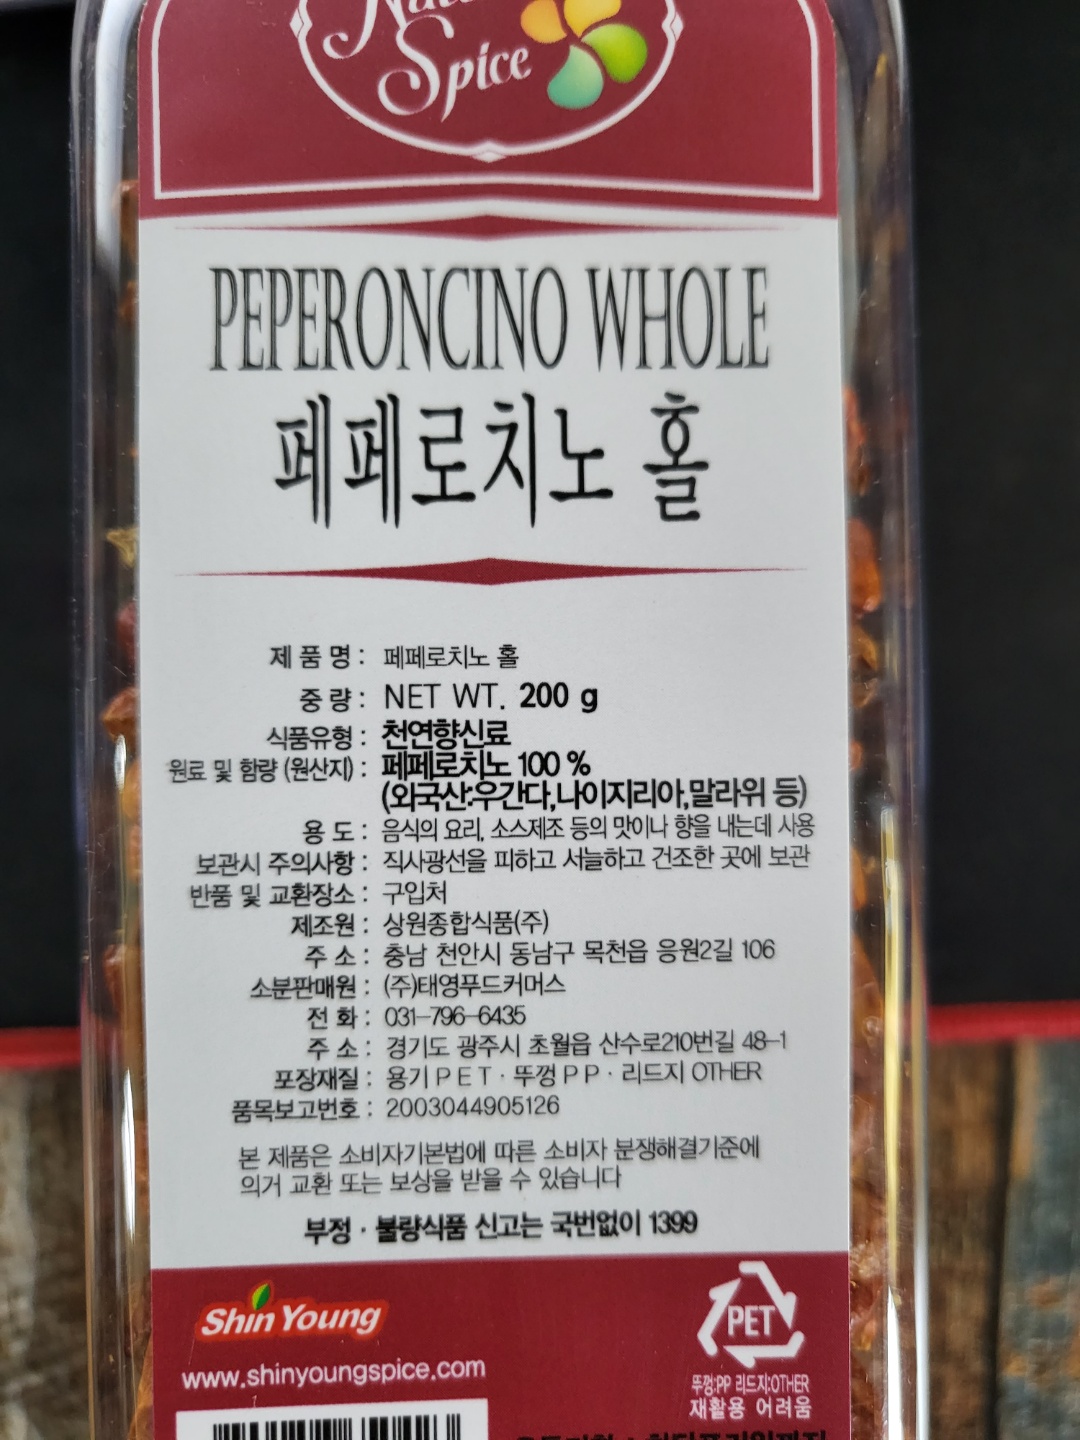 Spice
PEPERONCINO WHOLE
페페로치노 홀
제 품 명 : 페페로치노 홀
중 량 : NET WT. 200 g
식품유형 : 천연향신료
원료 및 함량 (원산지) : 페페로치노 100 %
(외국산:우간다,나이지리아,말라위 등)
용 도 : 음식의 요리, 소스제조 등의 맛이나 향을 내는데 사용
보관시 주의사항 : 직사광선을 피하고 서늘하고 건조한 곳에 보관
반품 및 교환장소 : 구입처
제조원 : 상원종합식품(주)
주 소 : 충남 천안시 동남구 목천읍 응원2길 106
소분판매원 : (주)태영푸드커머스
전 화 : 031-796-6435
주 소 : 경기도 광주시 초월읍 산수로210번길 48-1
포장재질 : 용기 PET · 뚜껑 PP · 리드지 OTHER
품목보고번호 : 2003044905126
본 제품은 소비자기본법에 따른 소비자 분쟁해결기준에
의거 교환 또는 보상을 받을 수 있습니다
부정 · 불량식품 신고는 국번없이 1399
Shin Young
PET
www.shinyoungspice.com
뚜껑:PP 리드지:OTHER
재활용 어려움